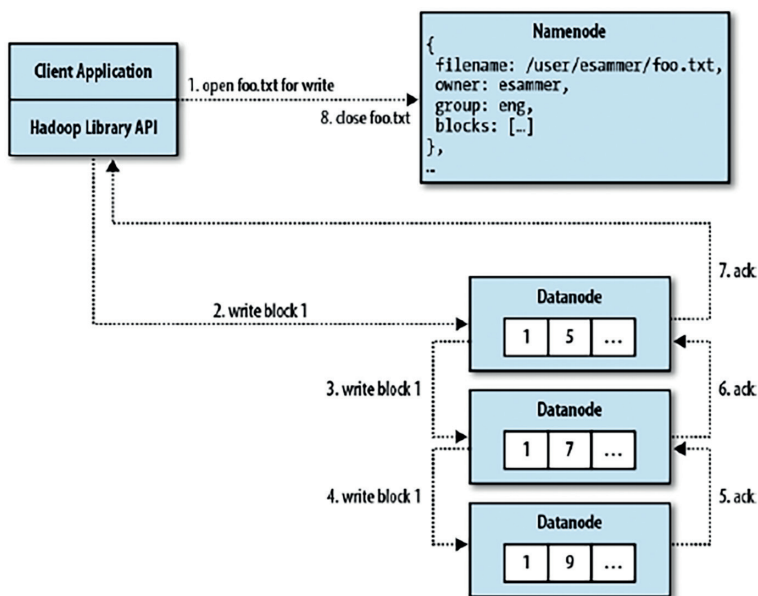 Client Application
Hadoop Library API
1. open foo.txt for write
8. close foo.txt
Namenode
{
filename: /user/esammer/foo.txt,
owner: esammer,
group: eng,
blocks: […]
},
…
2. write block 1
Datanode
1 5 …
7. ack
3. write block 1
Datanode
1 7 …
6. ack
4. write block 1
Datanode
1 9 …
5. ack